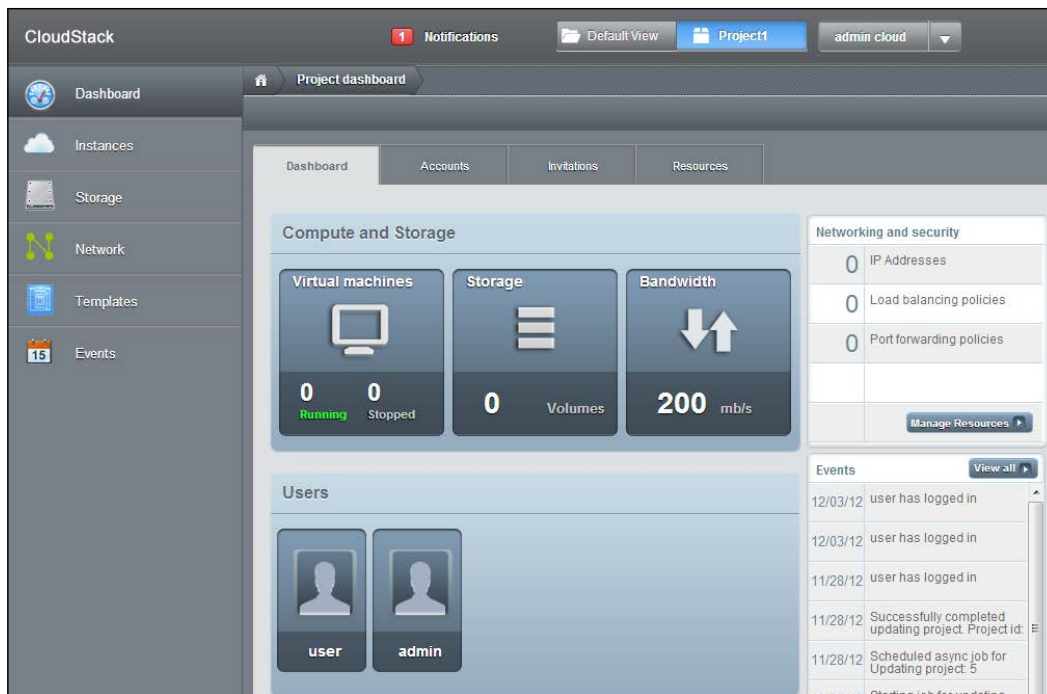 CloudStack
1 Notifications
Default View
Project1
admin cloud
Project dashboard
Dashboard
Instances
Storage
Network
Templates
15 Events
Dashboard
Accounts
Invitations
Resources
Compute and Storage
Virtual machines
0 0
Running Stopped
Storage
0 Volumes
Bandwidth
200 mb/s
Users
user
admin
Networking and security
0 IP Addresses
0 Load balancing policies
0 Port forwarding policies
Manage Resources
Events
View all
12/03/12 user has logged in
12/03/12 user has logged in
11/28/12 user has logged in
11/28/12 Successfully completed
updating project. Project id:
11/28/12 Scheduled async job for
Updating project: 5